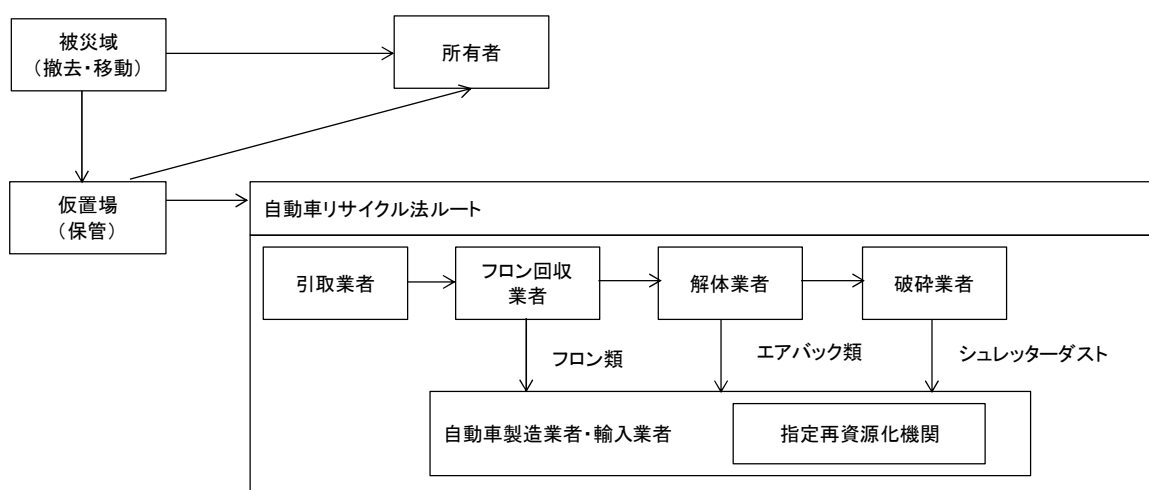 被災域
(撤去・移動)
所有者
仮置場
(保管)
自動車リサイクル法ルート
引取業者
フロン回収
業者
解体業者
破砕業者
フロン類
エアバック類
シュレッターダスト
自動車製造業者・輸入業者
指定再資源化機関